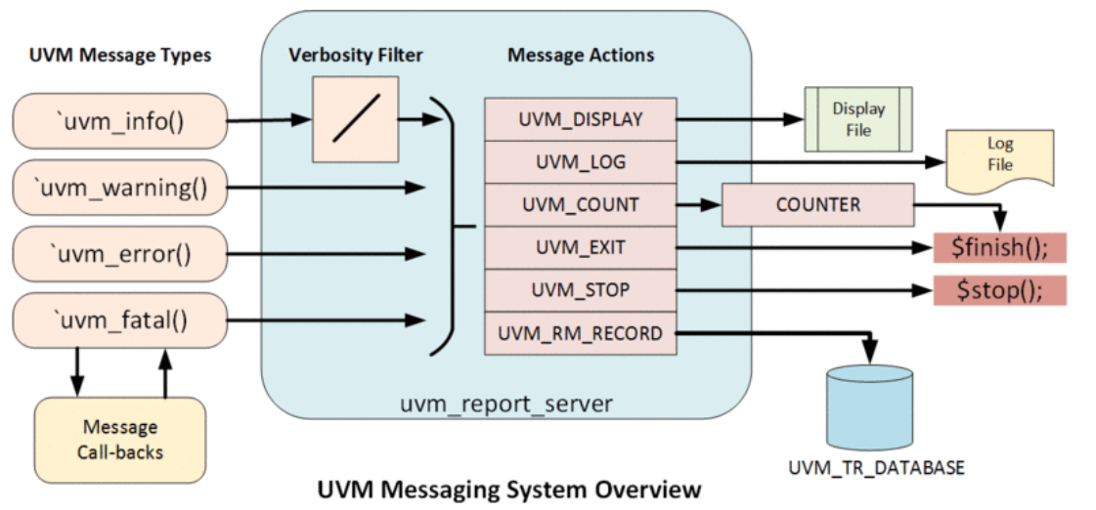 UVM Message Types
Verbosity Filter
Message Actions
`uvm_info()
`uvm_warning()
`uvm_error()
`uvm_fatal()
Message
Call-backs
UVM_DISPLAY
UVM_LOG
UVM_COUNT
UVM_EXIT
UVM_STOP
UVM_RM_RECORD
uvm_report_server
Display
File
Log
File
COUNTER
$finish();
$stop();
UVM_TR_DATABASE
UVM Messaging System Overview